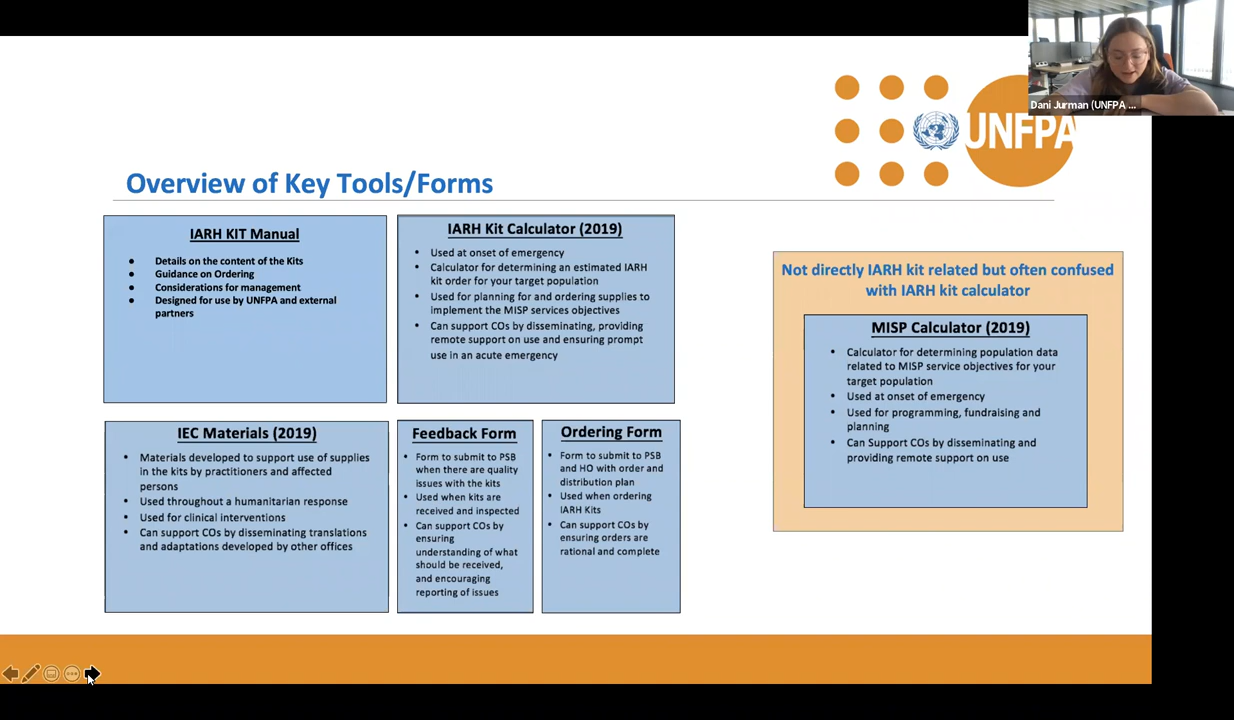 Dani Jurman (UNFPA ...
UNFPA
Overview of Key Tools/Forms
IARH KIT Manual
● Details on the content of the Kits
● Guidance on Ordering
● Considerations for management
● Designed for use by UNFPA and external
partners
IARH Kit Calculator (2019)
• Used at onset of emergency
• Calculator for determining an estimated IARH
kit order for your target population
• Used for planning for and ordering supplies to
implement the MISP services objectives
• Can support COs by disseminating, providing
remote support on use and ensuring prompt
use in an acute emergency
IEC Materials (2019)
• Materials developed to support use of supplies
in the kits by practitioners and affected
persons
• Used throughout a humanitarian response
• Used for clinical interventions
• Can support COs by disseminating translations
and adaptations developed by other offices
Feedback Form
• Form to submit to PSB
when there are quality
issues with the kits
• Used when kits are
received and inspected
• Can support COs by
ensuring
understanding of what
should be received,
and encouraging
reporting of issues
Ordering Form
• Form to submit to PSB
and HO with order and
distribution plan
• Used when ordering
IARH Kits
• Can support COs by
ensuring orders are
rational and complete
Not directly IARH kit related but often confused
with IARH kit calculator
MISP Calculator (2019)
• Calculator for determining population data
related to MISP service objectives for your
target population
• Used at onset of emergency
• Used for programming, fundraising and
planning
• Can Support COs by disseminating and
providing remote support on use